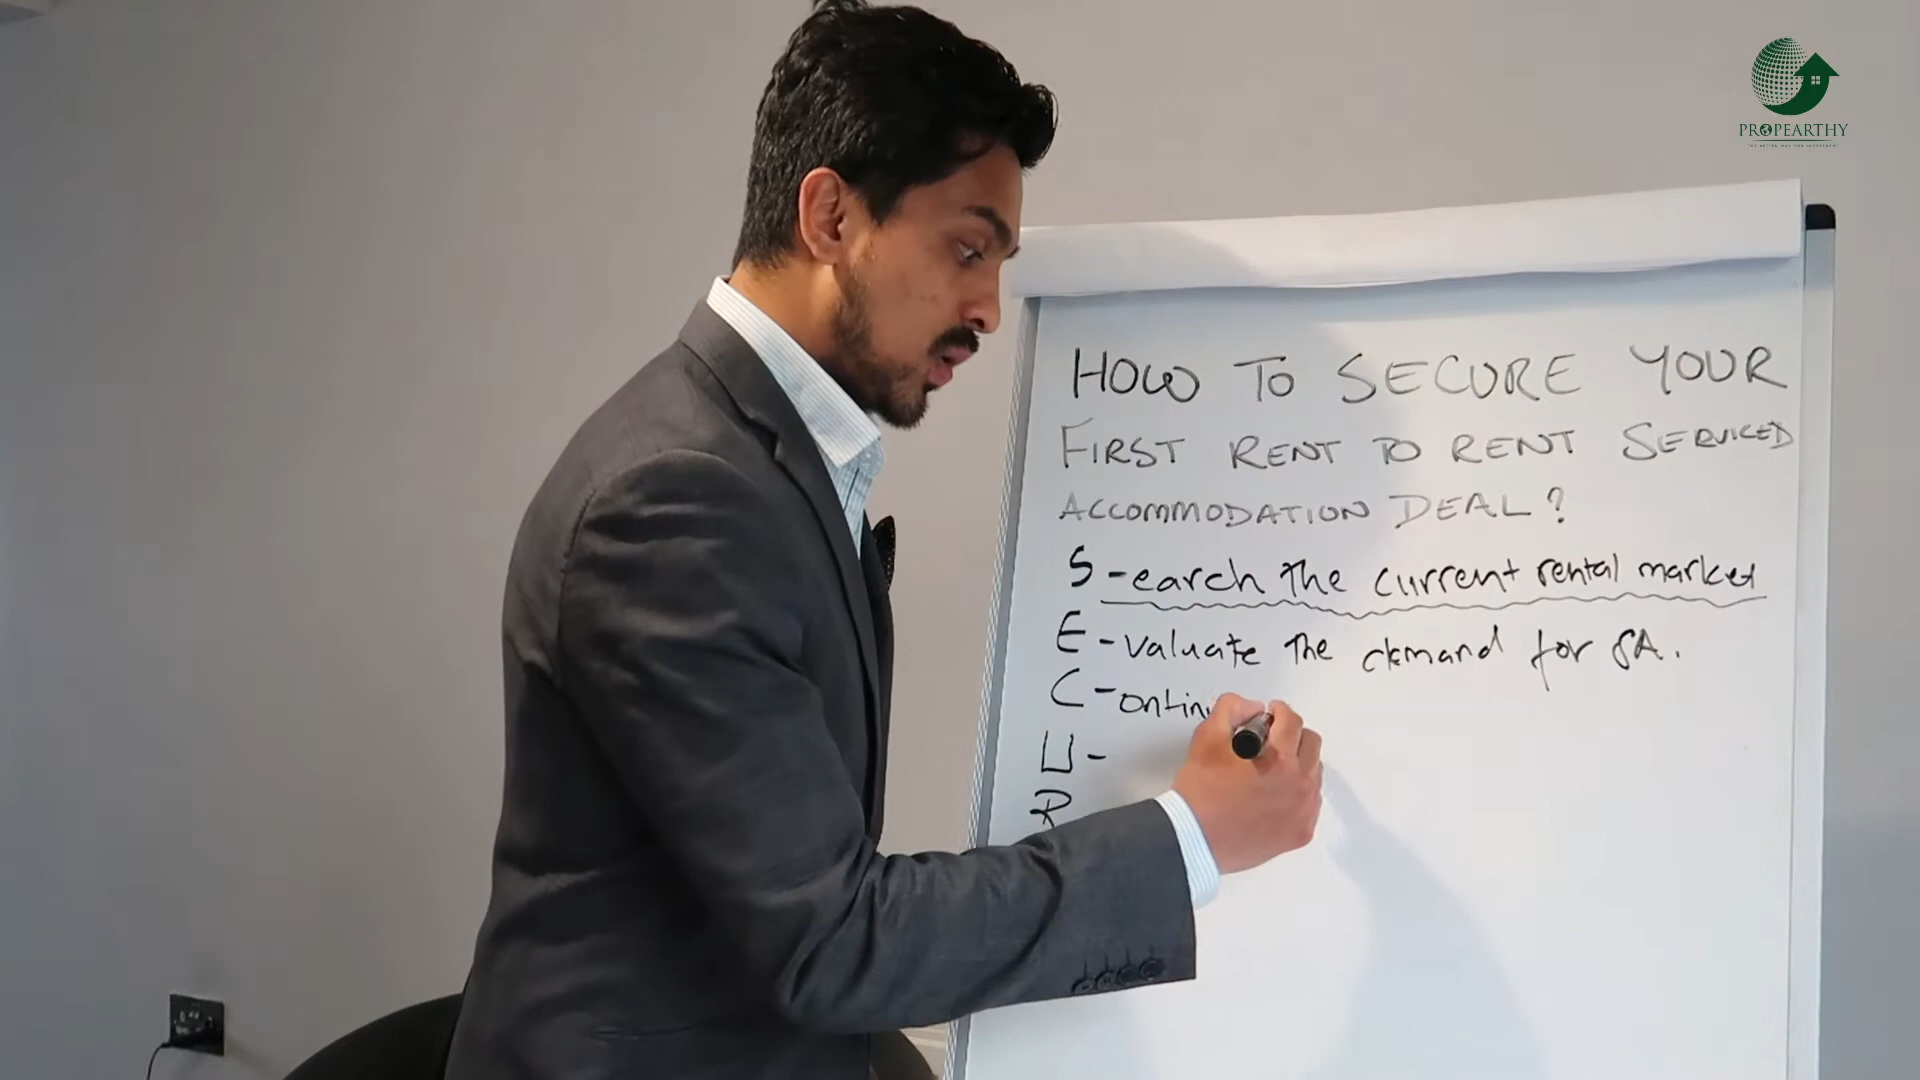 PROPEARTHY
HOW TO SECURE YOUR
FIRST RENT TO RENT SERVICED
ACCOMMODATION DEAL?
S-earch the current rental market
E-valuate the demand for SA.
C-ontin
U-
R